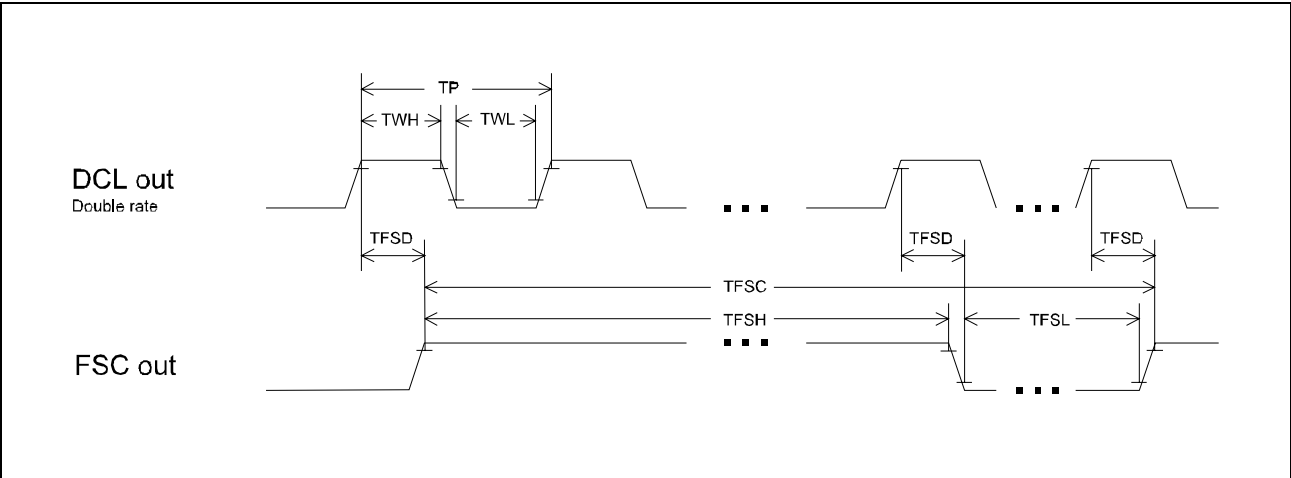 TP
TWH TWL
DCL out
Double rate
TFSD TFSD TFSD
TFSC
TFSH TFSL
FSC out